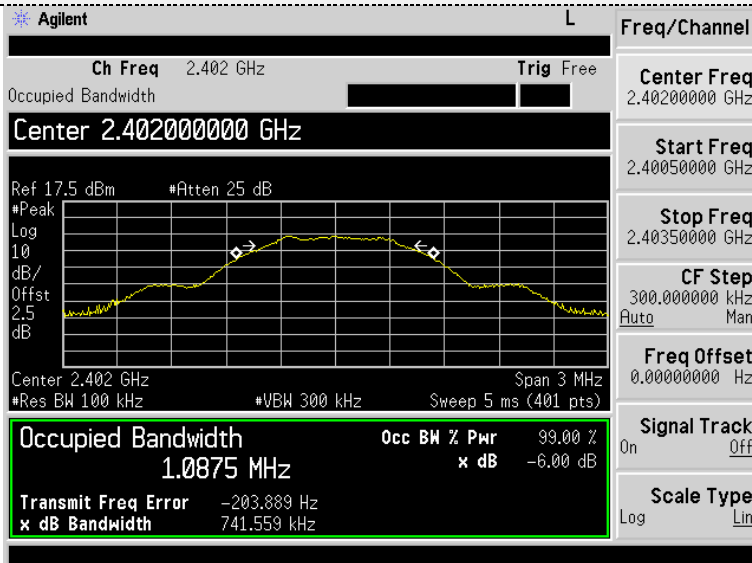 Agilent L
Ch Freq 2.402 GHz Trig Free
Occupied Bandwidth
Center 2.402000000 GHz
Ref 17.5 dBm #Atten 25 dB
#Peak
Log
10
dB/
Offst
2.5
dB
Center 2.402 GHz Span 3 MHz
#Res BW 100 kHz #VBW 300 kHz Sweep 5 ms (401 pts)
Occupied Bandwidth Occ BW % Pwr 99.00 %
1.0875 MHz x dB -6.00 dB
Transmit Freq Error -203.889 Hz
x dB Bandwidth 741.559 kHz
Freq/Channel
Center Freq
2.40200000 GHz
Start Freq
2.40050000 GHz
Stop Freq
2.40350000 GHz
CF Step
300.000000 kHz
Auto Man
Freq Offset
0.00000000 Hz
Signal Track
On Off
Scale Type
Log Lin